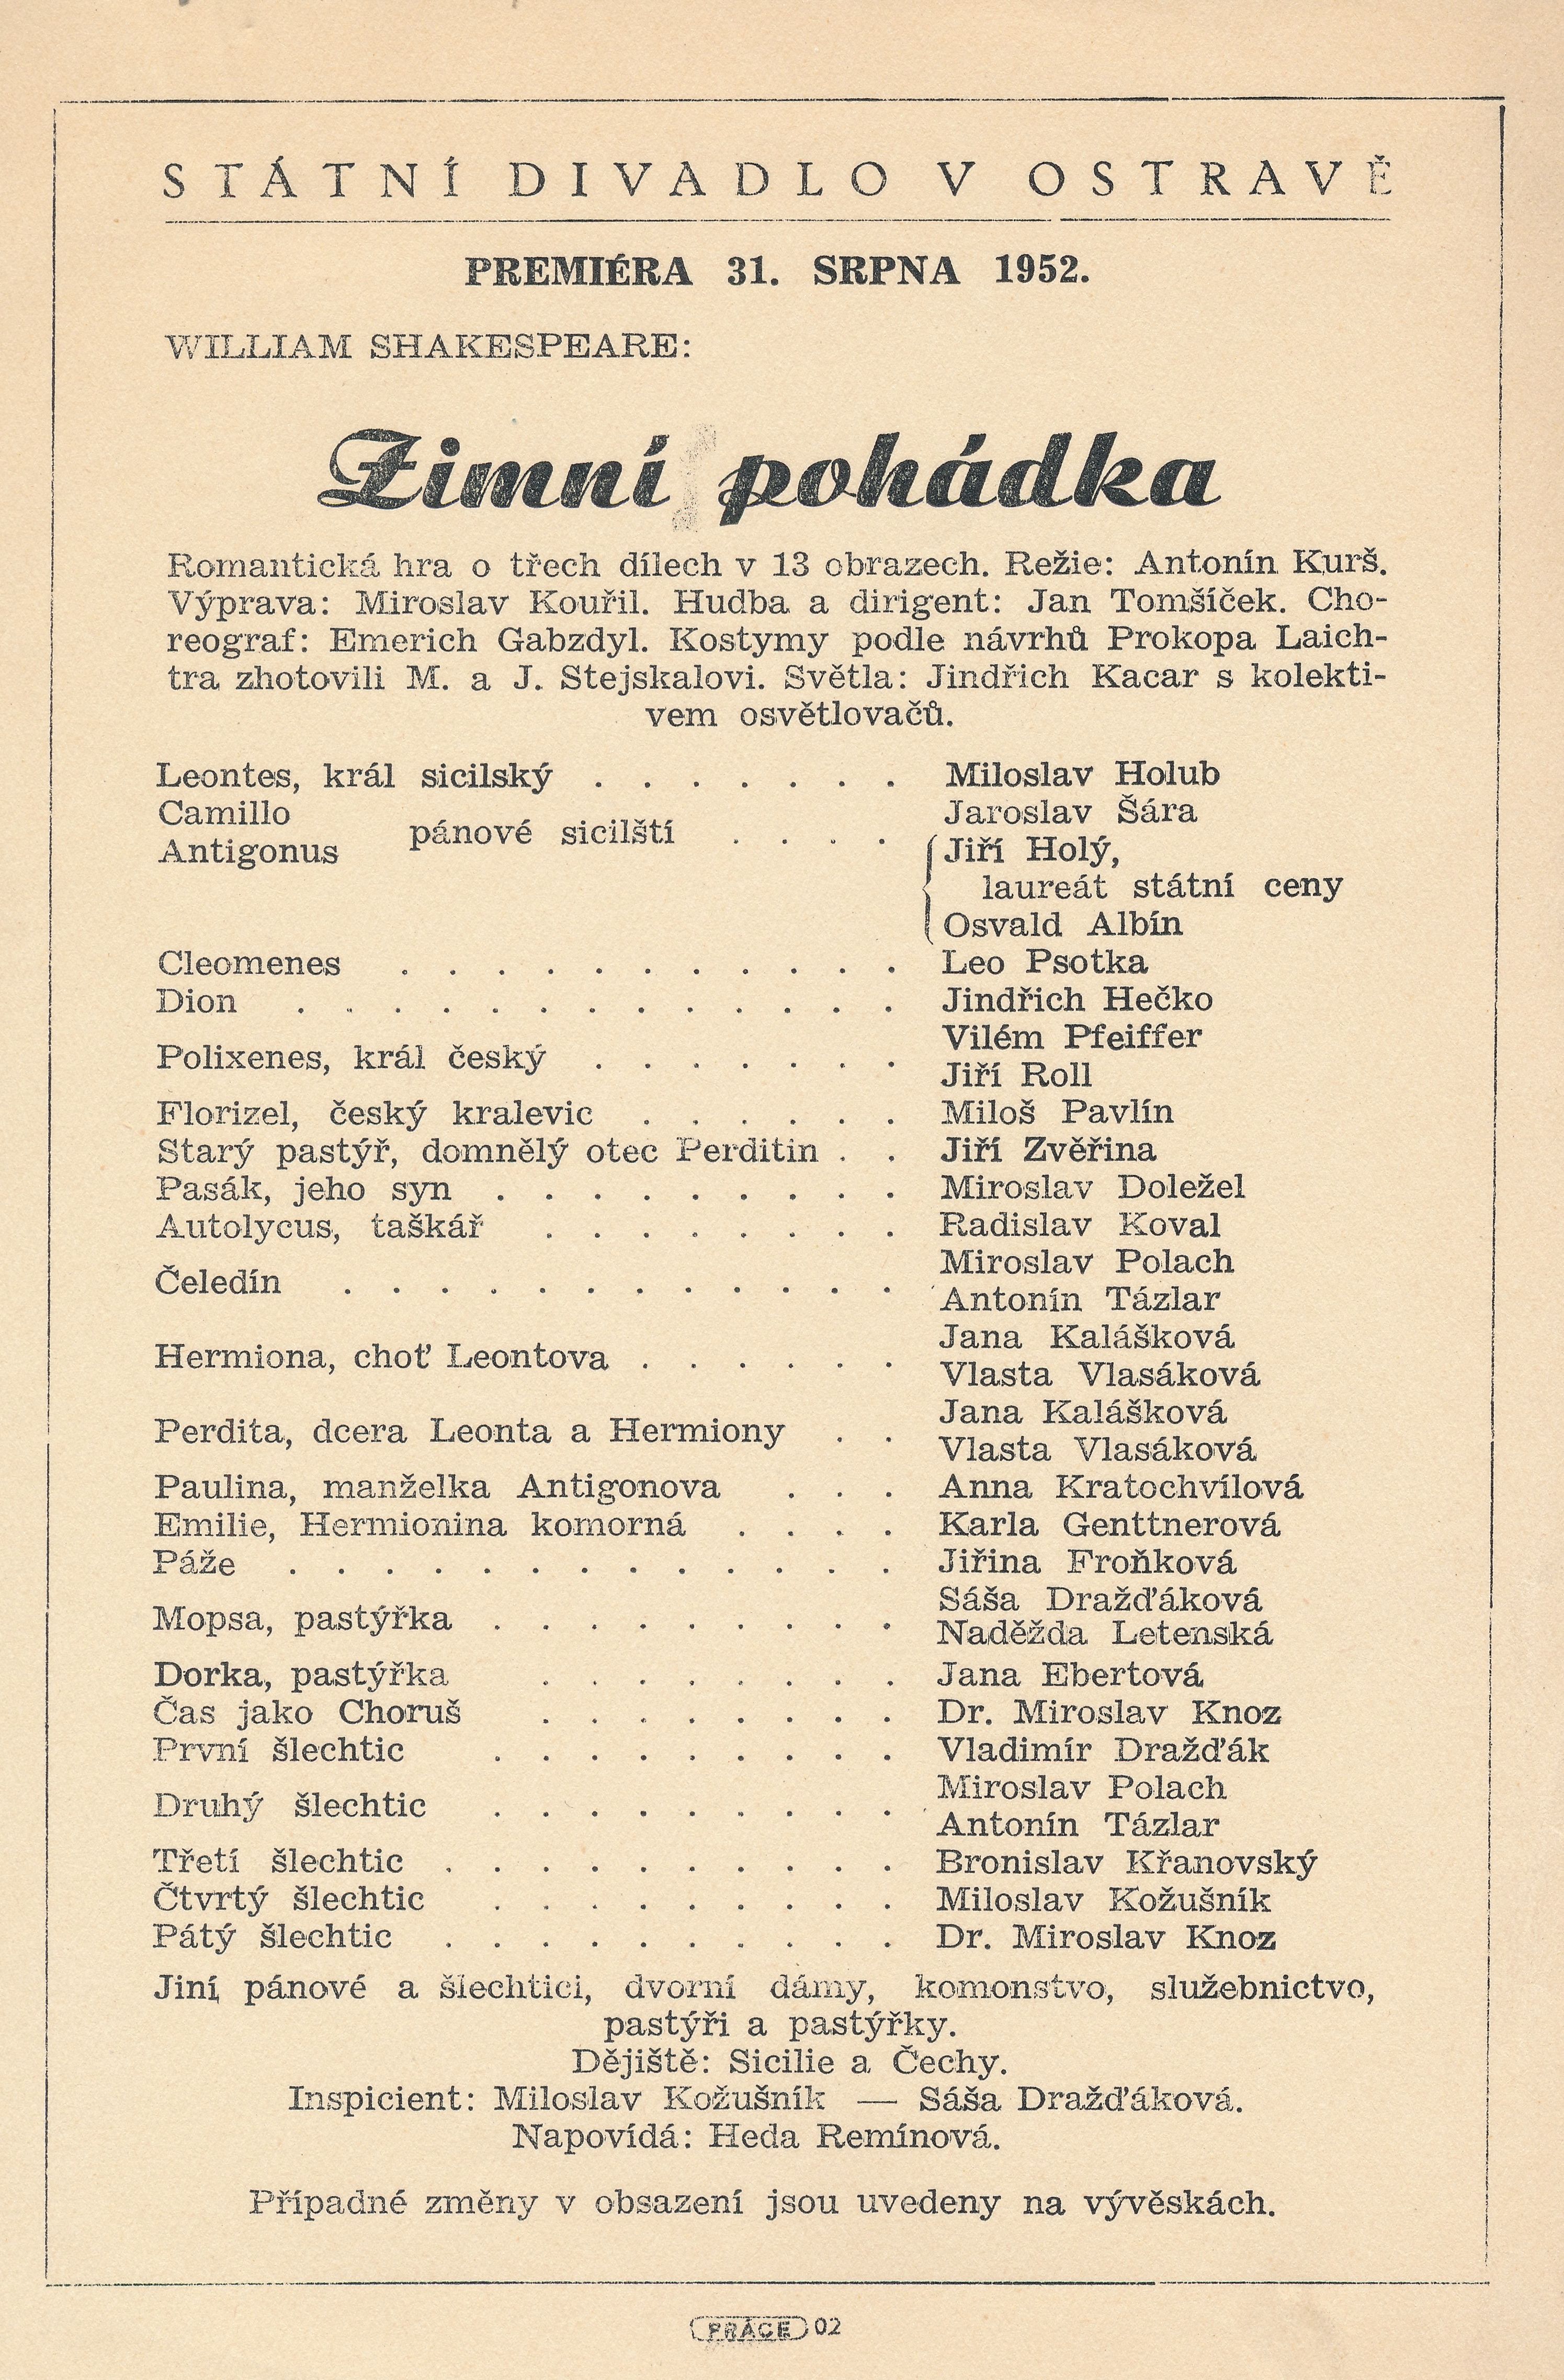 STÁTNÍ DIVADLO V OSTRAVĚ
PREMIÉRA 31. SRPNA 1952.
WILLIAM SHAKESPEARE:
Zimní pohádka
Romantická hra o třech dílech v 13 obrazech. Režie: Antonín Kurš.
Výprava: Miroslav Kouřil. Hudba a dirigent: Jan Tomšíček. Cho-
reograf: Emerich Gabzdyl. Kostymy podle návrhů Prokopa Laich-
tra zhotovili M. a J. Stejskalovi. Světla: Jindřich Kacar s kolekti-
vem osvětlovačů.
Leontes, král sicilský . . . . . . . Miloslav Holub
Camillo Jaroslav Šára
pánové sicilští . . . .
Antigonus Jiří Holý,
laureát státní ceny
Osvald Albín
Cleomenes . . . . . . . . . . . Leo Psotka
Dion . . . . . . . . . . . . . Jindřich Hečko
Vilém Pfeiffer
Polixenes, král český . . . . . . .
Jiří Roll
Florizel, český kralevic . . . . . . Miloš Pavlín
Starý pastýř, domnělý otec Perditin . . Jiří Zvěřina
Pasák, jeho syn . . . . . . . . . Miroslav Doležel
Autolycus, taškář . . . . . . . . Radislav Koval
Miroslav Polach
Čeledín . . . . . . . . . . . .
Antonín Tázlar
Jana Kalášková
Hermiona, choť Leontova . . . . . .
Vlasta Vlasáková
Jana Kalášková
Perdita, dcera Leonta a Hermiony . .
Vlasta Vlasáková
Paulina, manželka Antigonova . . . Anna Kratochvílová
Emilie, Hermionina komorná . . . . Karla Genttnerová
Páže . . . . . . . . . . . . . Jiřina Froňková
Sáša Dražďáková
Mopsa, pastýřka . . . . . . . . .
Naděžda Letenská
Dorka, pastýřka . . . . . . . . Jana Ebertová
Čas jako Choruš . . . . . . . . Dr. Miroslav Knoz
První šlechtic . . . . . . . . . Vladimír Dražďák
Miroslav Polach
Druhý šlechtic . . . . . . . . .
Antonín Tázlar
Třetí šlechtic . . . . . . . . . . Bronislav Křanovský
Čtvrtý šlechtic . . . . . . . . . Miloslav Kožušník
Pátý šlechtic . . . . . . . . . . Dr. Miroslav Knoz
Jiní pánové a šlechtici, dvorní dámy, komonstvo, služebnictvo,
pastýři a pastýřky.
Dějiště: Sicilie a Čechy.
Inspicient: Miloslav Kožušník — Sáša Dražďáková.
Napovídá: Heda Remínová.
Případné změny v obsazení jsou uvedeny na vývěskách.
PRÁCE 02